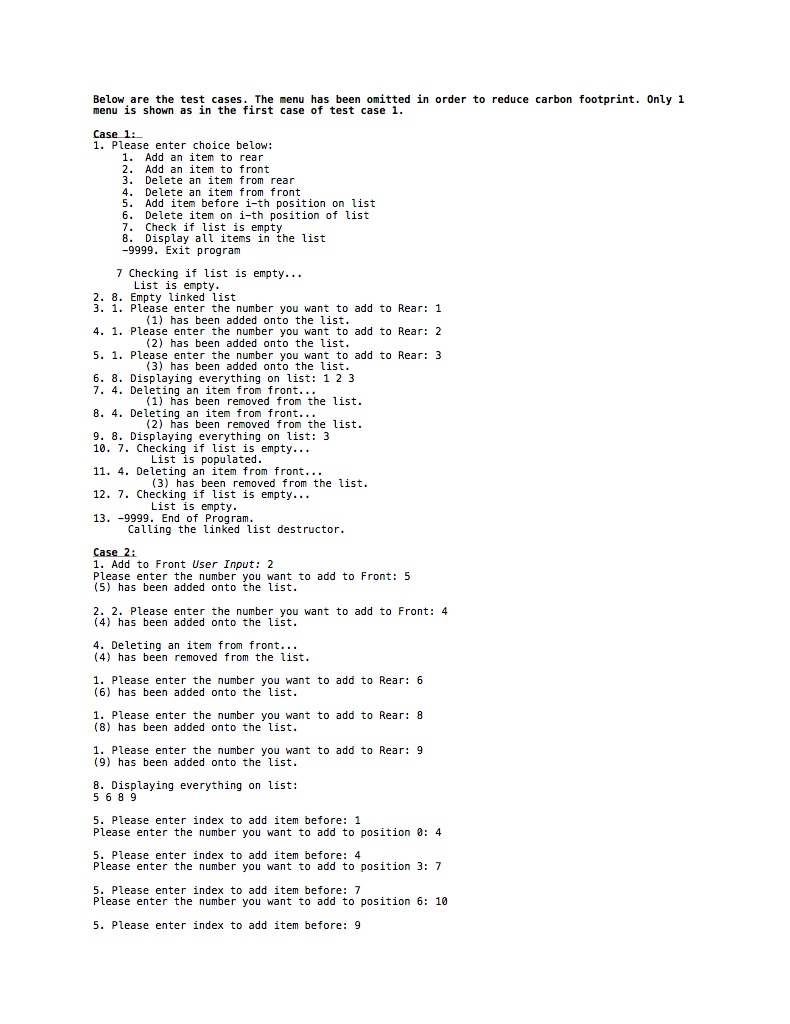 Below are the test cases. The menu has been omitted in order to reduce carbon footprint. Only 1
menu is shown as in the first case of test case 1.
Case 1:
1. Please enter choice below:
1. Add an item to rear
2. Add an item to front
3. Delete an item from rear
4. Delete an item from front
5. Add item before i-th position on list
6. Delete item on i-th position of list
7. Check if list is empty
8. Display all items in the list
-9999. Exit program
7 Checking if list is empty...
List is empty.
2. 8. Empty linked list
3. 1. Please enter the number you want to add to Rear: 1
(1) has been added onto the list.
4. 1. Please enter the number you want to add to Rear: 2
(2) has been added onto the list.
5. 1. Please enter the number you want to add to Rear: 3
(3) has been added onto the list.
6. 8. Displaying everything on list: 1 2 3
7. 4. Deleting an item from front...
(1) has been removed from the list.
8. 4. Deleting an item from front...
(2) has been removed from the list.
9. 8. Displaying everything on list: 3
10. 7. Checking if list is empty...
List is populated.
11. 4. Deleting an item from front...
(3) has been removed from the list.
12. 7. Checking if list is empty...
List is empty.
13. -9999. End of Program.
Calling the linked list destructor.
Case 2:
1. Add to Front User Input: 2
Please enter the number you want to add to Front: 5
(5) has been added onto the list.
2. 2. Please enter the number you want to add to Front: 4
(4) has been added onto the list.
4. Deleting an item from front...
(4) has been removed from the list.
1. Please enter the number you want to add to Rear: 6
(6) has been added onto the list.
1. Please enter the number you want to add to Rear: 8
(8) has been added onto the list.
1. Please enter the number you want to add to Rear: 9
(9) has been added onto the list.
8. Displaying everything on list:
5 6 8 9
5. Please enter index to add item before: 1
Please enter the number you want to add to position 0: 4
5. Please enter index to add item before: 4
Please enter the number you want to add to position 3: 7
5. Please enter index to add item before: 7
Please enter the number you want to add to position 6: 10
5. Please enter index to add item before: 9